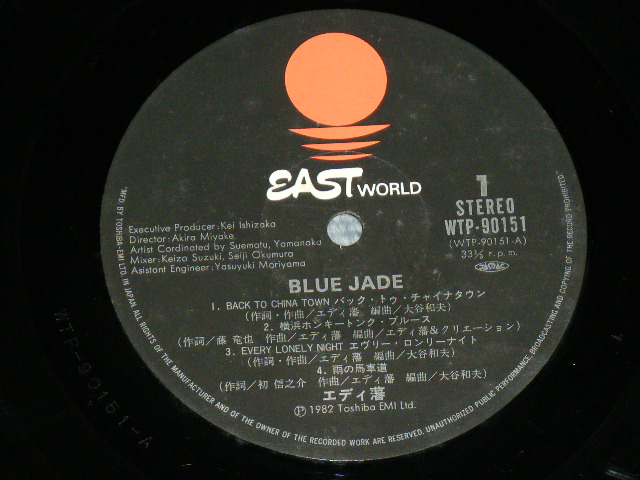 EAST WORLD
1
STEREO
WTP-90151
(WTP-90151-A)
33⅓ r.p.m.
Executive Producer: Kei Ishizaka
Director: Akira Miyake
Artist Cordinated by Suematu, Yamanaka
Mixer: Keizo Suzuki, Seiji Okumura
Asistant Engineer: Yasuyuki Moriyama
BLUE JADE
1. BACK TO CHINA TOWN バック・トゥ・チャイナタウン
(作詞・作曲/エディ藩 編曲/大谷和夫)
2. 横浜ホンキートンク・ブルース
(作詞/藤 竜也 作曲/エディ藩 編曲/エディ藩&クリエーション)
3. EVERY LONELY NIGHT エヴリー・ロンリーナイト
(作詞・作曲/エディ藩 編曲/大谷和夫)
4. 雨の馬車道
(作詞/初 信之介 作曲/エディ藩 編曲/大谷和夫)
エディ藩
Ⓟ1982 Toshiba EMI Ltd.
MFD. BY TOSHIBA-EMI LTD IN JAPAN ALL RIGHTS OF THE MANUFACTURER AND OF THE OWNER OF THE RECORDED WORK ARE RESERVED. UNAUTHORIZED PUBLIC PERFORMANCE, BROADCASTING AND COPYING OF THE RECORD PROHIBITED.
WTP-90151-A